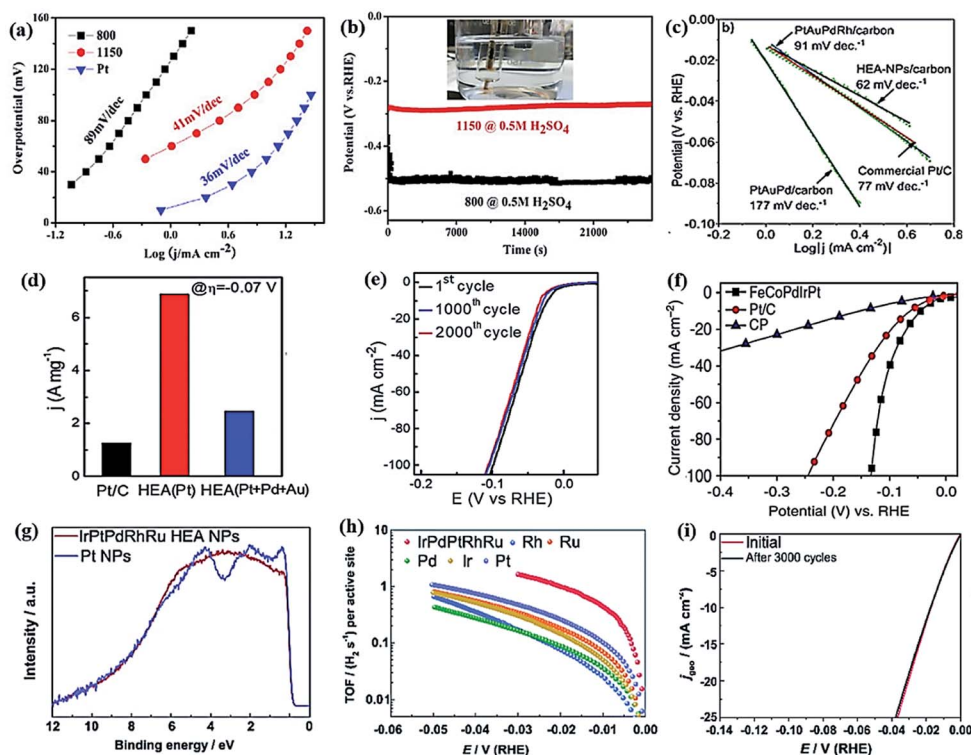 (a)
800
1150
Pt
89mV/dec
41mV/dec
36mV/dec
Overpotential (mV)
160
120
80
40
0
-1.2 -0.6 0.0 0.6 1.2
Log (j/mA cm⁻²)
(b)
0.0
-0.2
-0.4
-0.6
Potential (V vs.RHE)
1150 @ 0.5M H₂SO₄
800 @ 0.5M H₂SO₄
0 7000 14000 21000
Time (s)
(c)
b)
0.00
-0.02
-0.04
-0.06
-0.08
-0.10
Potential (V vs. RHE)
PtAuPdRh/carbon
91 mV dec.⁻¹
HEA-NPs/carbon
62 mV dec.⁻¹
Commercial Pt/C
77 mV dec.⁻¹
PtAuPd/carbon
177 mV dec.⁻¹
-0.2 0.0 0.2 0.4 0.6 0.8
Log|j (mA cm⁻²)|
(d)
@η=-0.07 V
j (A mg⁻¹)
6
4
2
0
Pt/C HEA(Pt) HEA(Pt+Pd+Au)
(e)
0
-20
-40
-60
-80
-100
j (mA cm⁻²)
1ˢᵗ cycle
1000ᵗʰ cycle
2000ᵗʰ cycle
-0.2 -0.1 0.0
E (V vs RHE)
(f)
0
-20
-40
-60
-80
-100
Current density (mA cm⁻²)
FeCoPdIrPt
Pt/C
CP
-0.4 -0.3 -0.2 -0.1 0.0
Potential (V) vs. RHE
(g)
IrPtPdRhRu HEA NPs
Pt NPs
Intensity / a.u.
12 10 8 6 4 2 0
Binding energy / eV
(h)
10
1
0.1
0.01
TOF / (H₂ s⁻¹) per active site
IrPdPtRhRu Rh Ru
Pd Ir Pt
-0.06 -0.05 -0.04 -0.03 -0.02 -0.01 0.00
E / V (RHE)
(i)
0
-5
-10
-15
-20
-25
Initial
After 3000 cycles
-0.10 -0.08 -0.06 -0.04 -0.02 0.00
E / V (RHE)